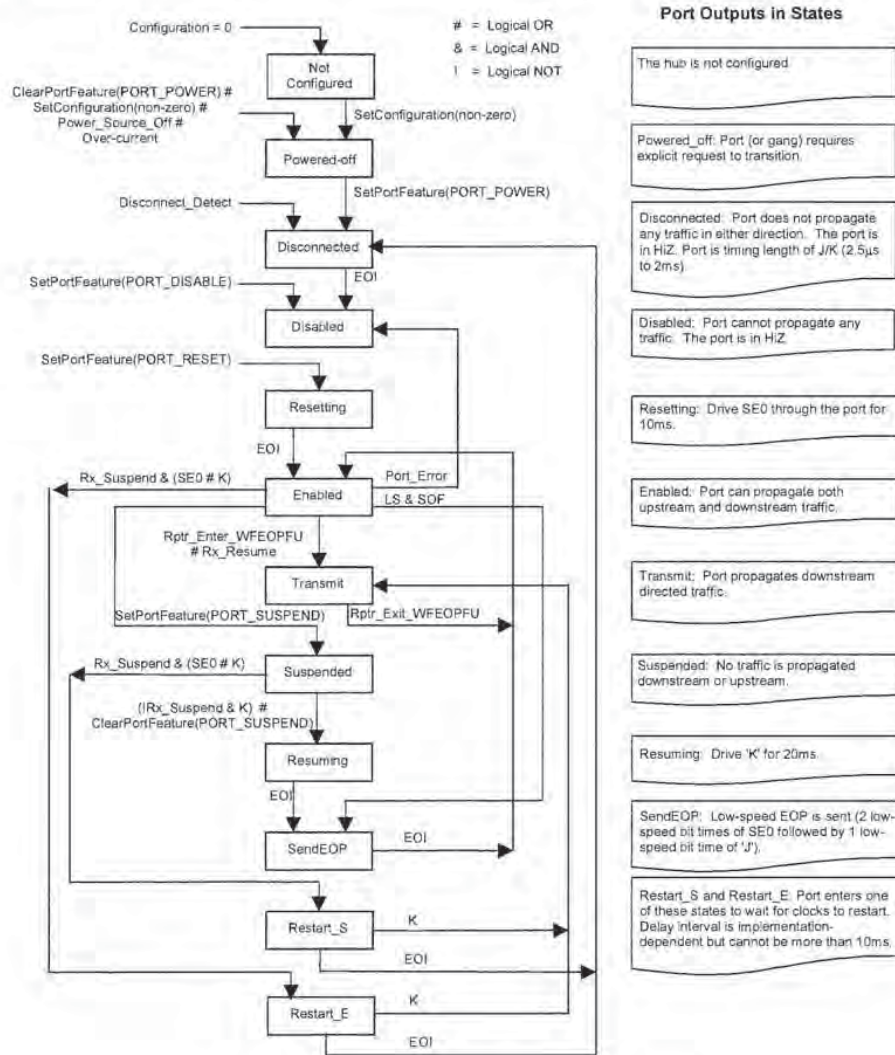 Port Outputs in States
Configuration = 0
# = Logical OR
& = Logical AND
! = Logical NOT
Not
Configured
The hub is not configured
ClearPortFeature(PORT_POWER) #
SetConfiguration(non-zero) #
Power_Source_Off #
Over-current
SetConfiguration(non-zero)
Powered-off
Powered_off: Port (or gang) requires
explicit request to transition.
SetPortFeature(PORT_POWER)
Disconnect_Detect
Disconnected
Disconnected: Port does not propagate
any traffic in either direction. The port is
in HiZ. Port is timing length of J/K (2.5µs
to 2ms)
EOI
SetPortFeature(PORT_DISABLE)
Disabled
Disabled: Port cannot propagate any
traffic. The port is in HiZ
SetPortFeature(PORT_RESET)
Resetting
Resetting: Drive SE0 through the port for
10ms.
EOI
Rx_Suspend & (SE0 # K)
Enabled
Port_Error
LS & SOF
Enabled: Port can propagate both
upstream and downstream traffic.
Rptr_Enter_WFEOPFU
# Rx_Resume
Transmit
Transmit: Port propagates downstream
directed traffic.
SetPortFeature(PORT_SUSPEND)
Rptr_Exit_WFEOPFU
Rx_Suspend & (SE0 # K)
Suspended
Suspended: No traffic is propagated
downstream or upstream.
(!Rx_Suspend & K) #
ClearPortFeature(PORT_SUSPEND)
Resuming
Resuming: Drive 'K' for 20ms.
EOI
SendEOP
EOI
SendEOP: Low-speed EOP is sent (2 low-
speed bit times of SE0 followed by 1 low-
speed bit time of 'J').
Restart_S
K
EOI
Restart_S and Restart_E: Port enters one
of these states to wait for clocks to restart.
Delay interval is implementation-
dependent but cannot be more than 10ms.
Restart_E
K
EOI